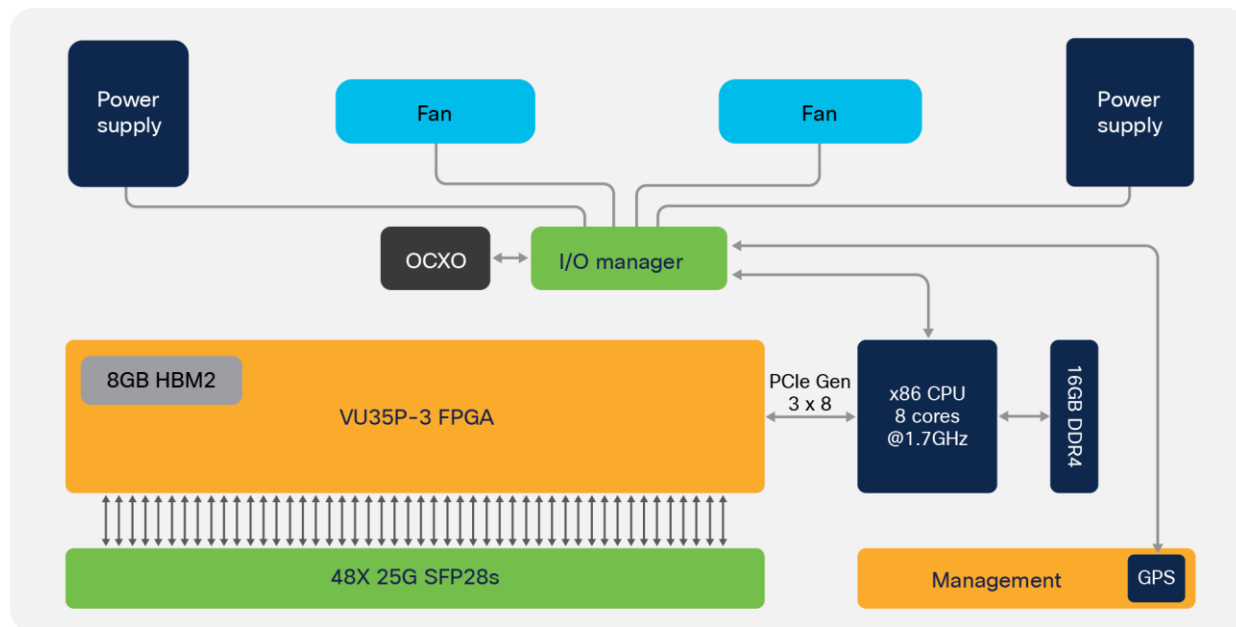 Power
supply
Fan
Fan
Power
supply
OCXO
I/O manager
8GB HBM2
VU35P-3 FPGA
PCIe Gen
3 x 8
x86 CPU
8 cores
@1.7GHz
16GB DDR4
48X 25G SFP28s
Management
GPS